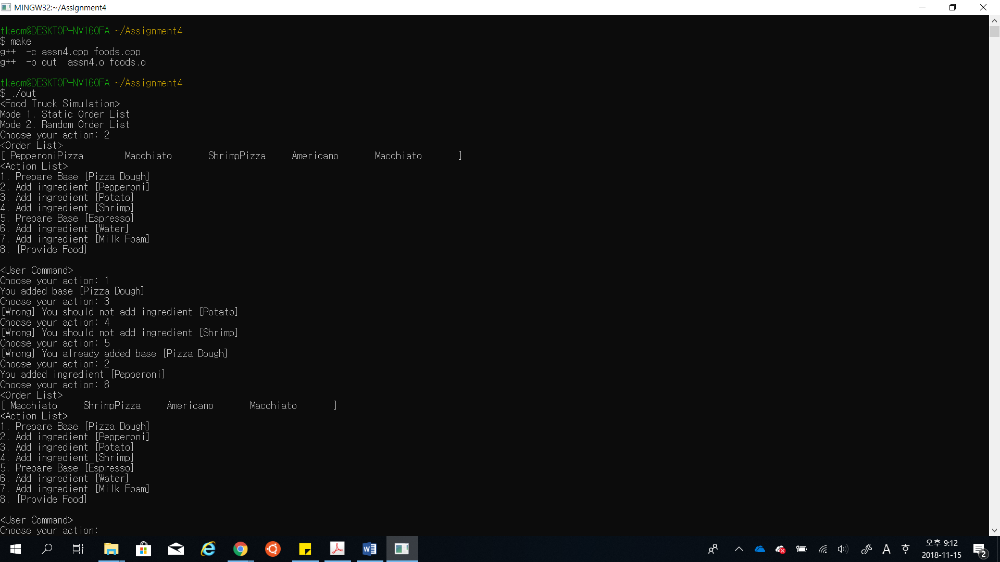 MINGW32:~/Assignment4
tkeom@DESKTOP-NV16OFA ~/Assignment4
$ make
g++  -c assn4.cpp foods.cpp
g++  -o out  assn4.o foods.o
tkeom@DESKTOP-NV16OFA ~/Assignment4
$ ./out
<Food Truck Simulation>
Mode 1. Static Order List
Mode 2. Random Order List
Choose your action: 2
<Order List>
[ PepperoniPizza        Macchiato       ShrimpPizza     Americano       Macchiato       ]
<Action List>
1. Prepare Base [Pizza Dough]
2. Add ingredient [Pepperoni]
3. Add ingredient [Potato]
4. Add ingredient [Shrimp]
5. Prepare Base [Espresso]
6. Add ingredient [Water]
7. Add ingredient [Milk Foam]
8. [Provide Food]
<User Command>
Choose your action: 1
You added base [Pizza Dough]
Choose your action: 3
[Wrong] You should not add ingredient [Potato]
Choose your action: 4
[Wrong] You should not add ingredient [Shrimp]
Choose your action: 5
[Wrong] You already added base [Pizza Dough]
Choose your action: 2
You added ingredient [Pepperoni]
Choose your action: 8
<Order List>
[ Macchiato     ShrimpPizza     Americano       Macchiato       ]
<Action List>
1. Prepare Base [Pizza Dough]
2. Add ingredient [Pepperoni]
3. Add ingredient [Potato]
4. Add ingredient [Shrimp]
5. Prepare Base [Espresso]
6. Add ingredient [Water]
7. Add ingredient [Milk Foam]
8. [Provide Food]
<User Command>
Choose your action:
A
오후 9:12
2018-11-15
2